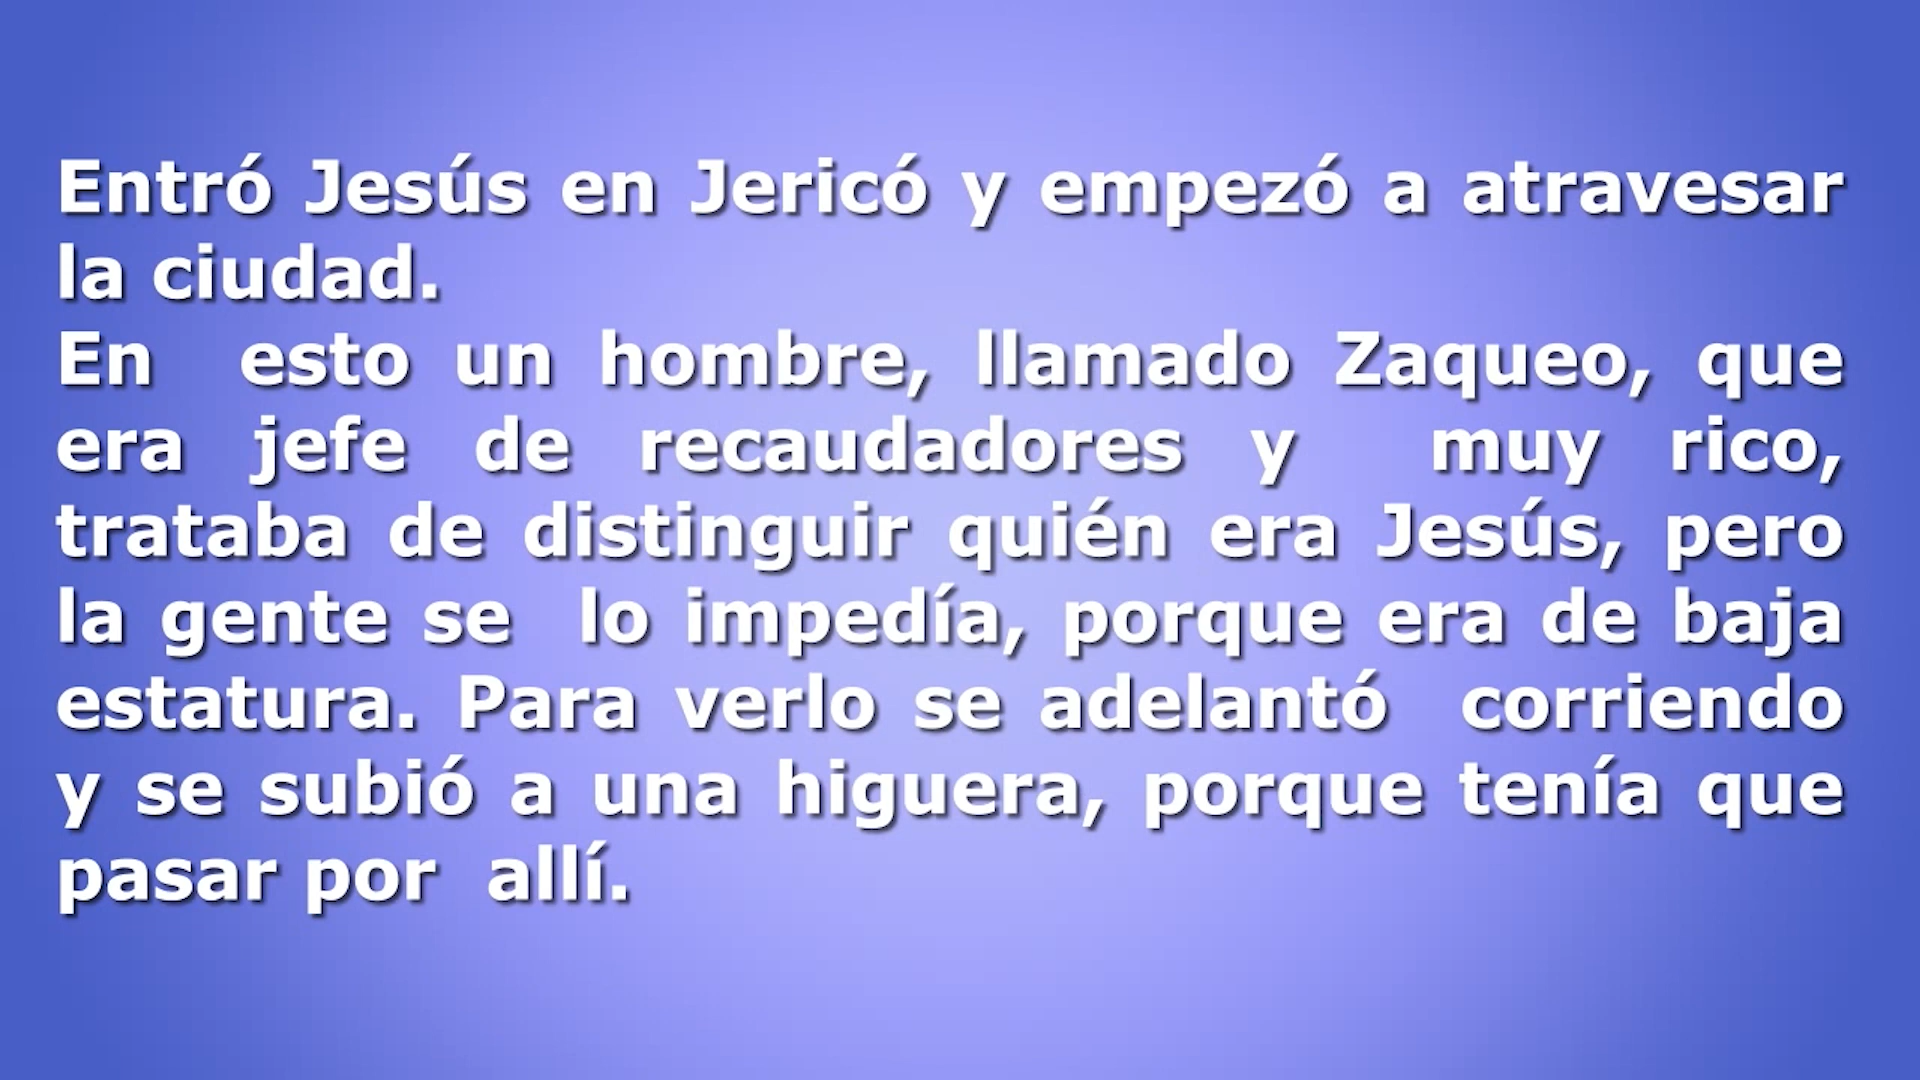 Entró Jesús en Jericó y empezó a atravesar
la ciudad.
En esto un hombre, llamado Zaqueo, que
era jefe de recaudadores y muy rico,
trataba de distinguir quién era Jesús, pero
la gente se lo impedía, porque era de baja
estatura. Para verlo se adelantó corriendo
y se subió a una higuera, porque tenía que
pasar por allí.